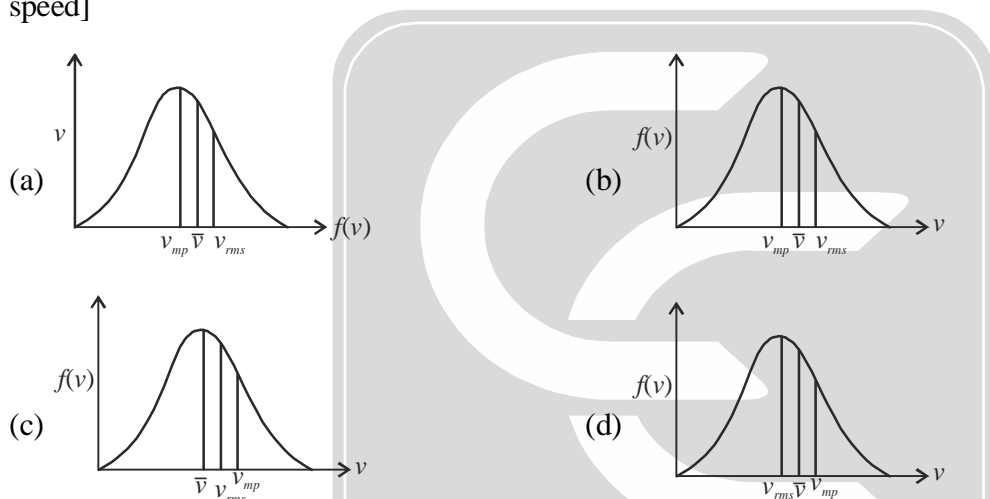 speed]
(a)
v
f(v)
v_mp v̅ v_rms
(b)
f(v)
v
v_mp v̅ v_rms
(c)
f(v)
v
v̅ v_rms v_mp
(d)
f(v)
v
v_rms v̅ v_mp